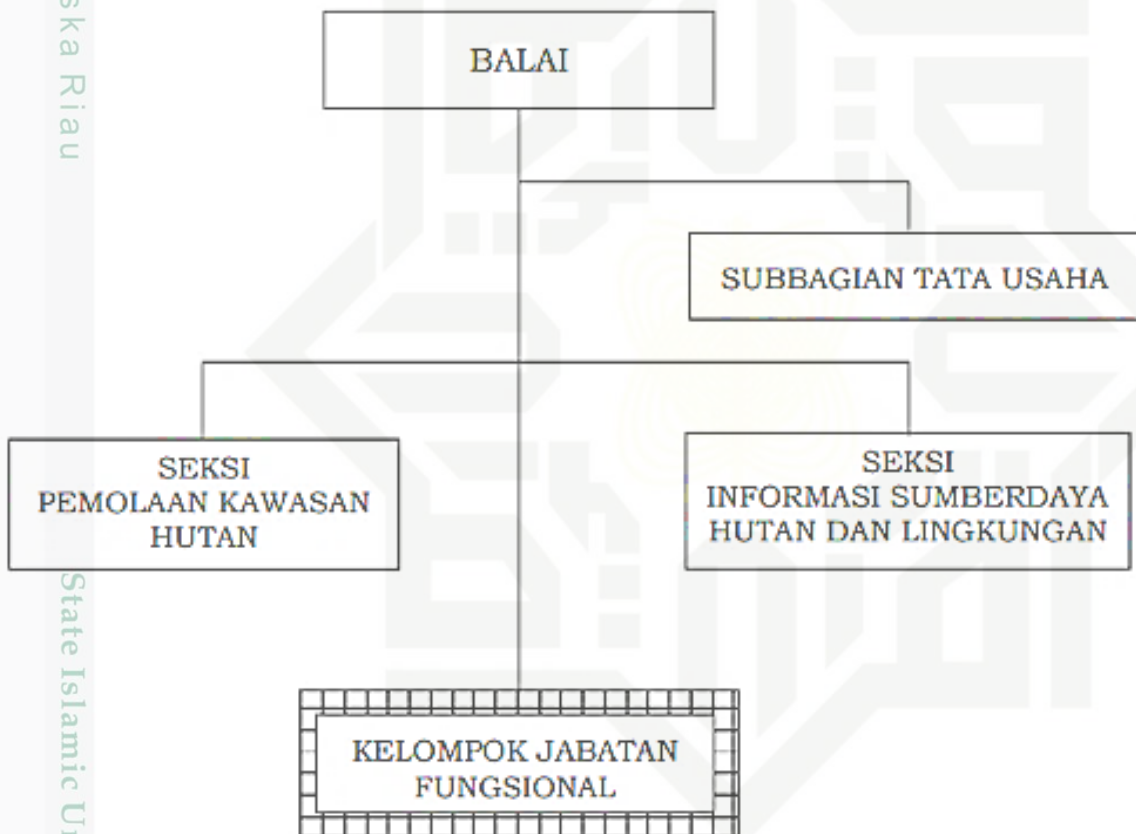 BALAI
SUBBAGIAN TATA USAHA
SEKSI
PEMOLAAN KAWASAN
HUTAN
SEKSI
INFORMASI SUMBERDAYA
HUTAN DAN LINGKUNGAN
KELOMPOK JABATAN
FUNGSIONAL
ska Riau
State Islamic Un